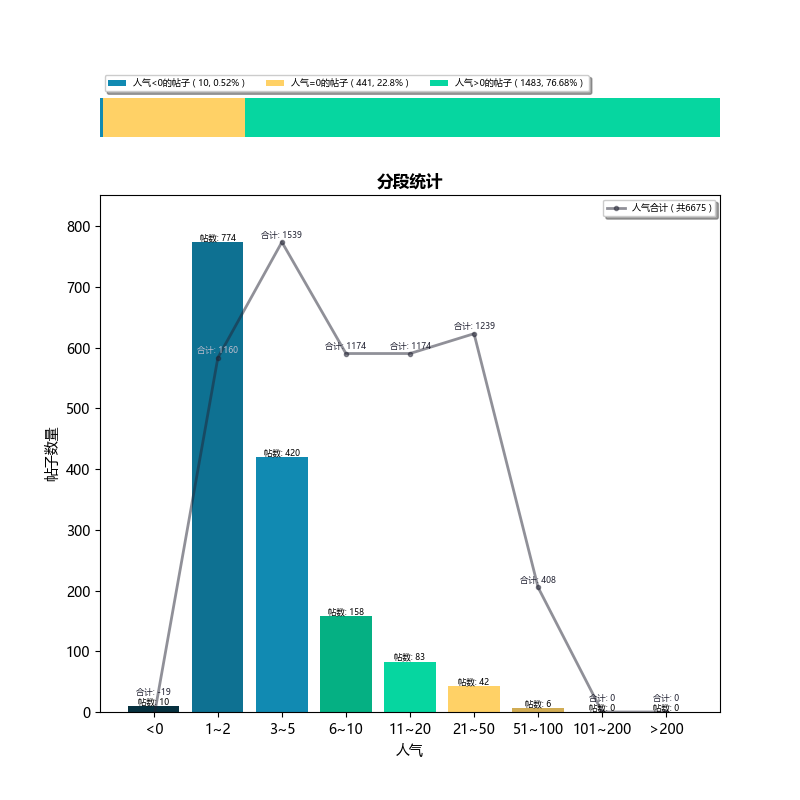 人气<0的帖子 ( 10, 0.52% ) 人气=0的帖子 ( 441, 22.8% ) 人气>0的帖子 ( 1483, 76.68% )
分段统计
人气合计 ( 共6675 )
帖子数量
800
700
600
500
400
300
200
100
0
合计: -19
帖数: 10
帖数: 774
合计: 1160
合计: 1539
帖数: 420
合计: 1174
帖数: 158
合计: 1174
帖数: 83
合计: 1239
帖数: 42
合计: 408
帖数: 6
合计: 0
帖数: 0
合计: 0
帖数: 0
<0 1~2 3~5 6~10 11~20 21~50 51~100 101~200 >200
人气